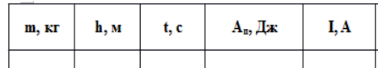 m, кг h, м t, с Aп, Дж I, А